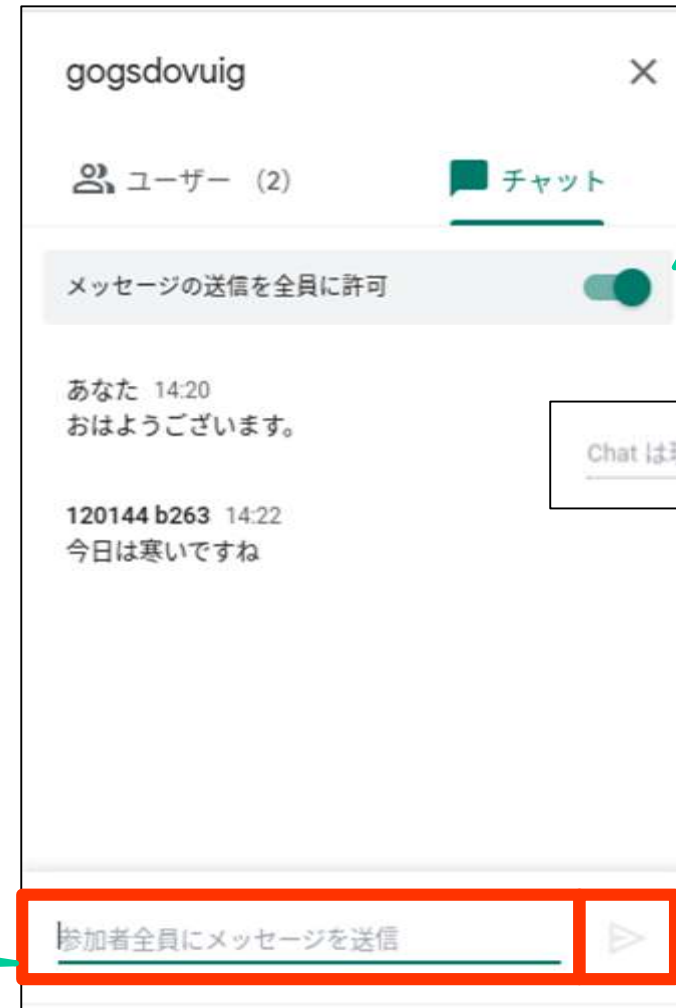 gogsdovuig
ユーザー (2)
チャット
メッセージの送信を全員に許可
あなた 14:20
おはようございます。
Chat は
120144 b263 14:22
今日は寒いですね
参加者全員にメッセージを送信